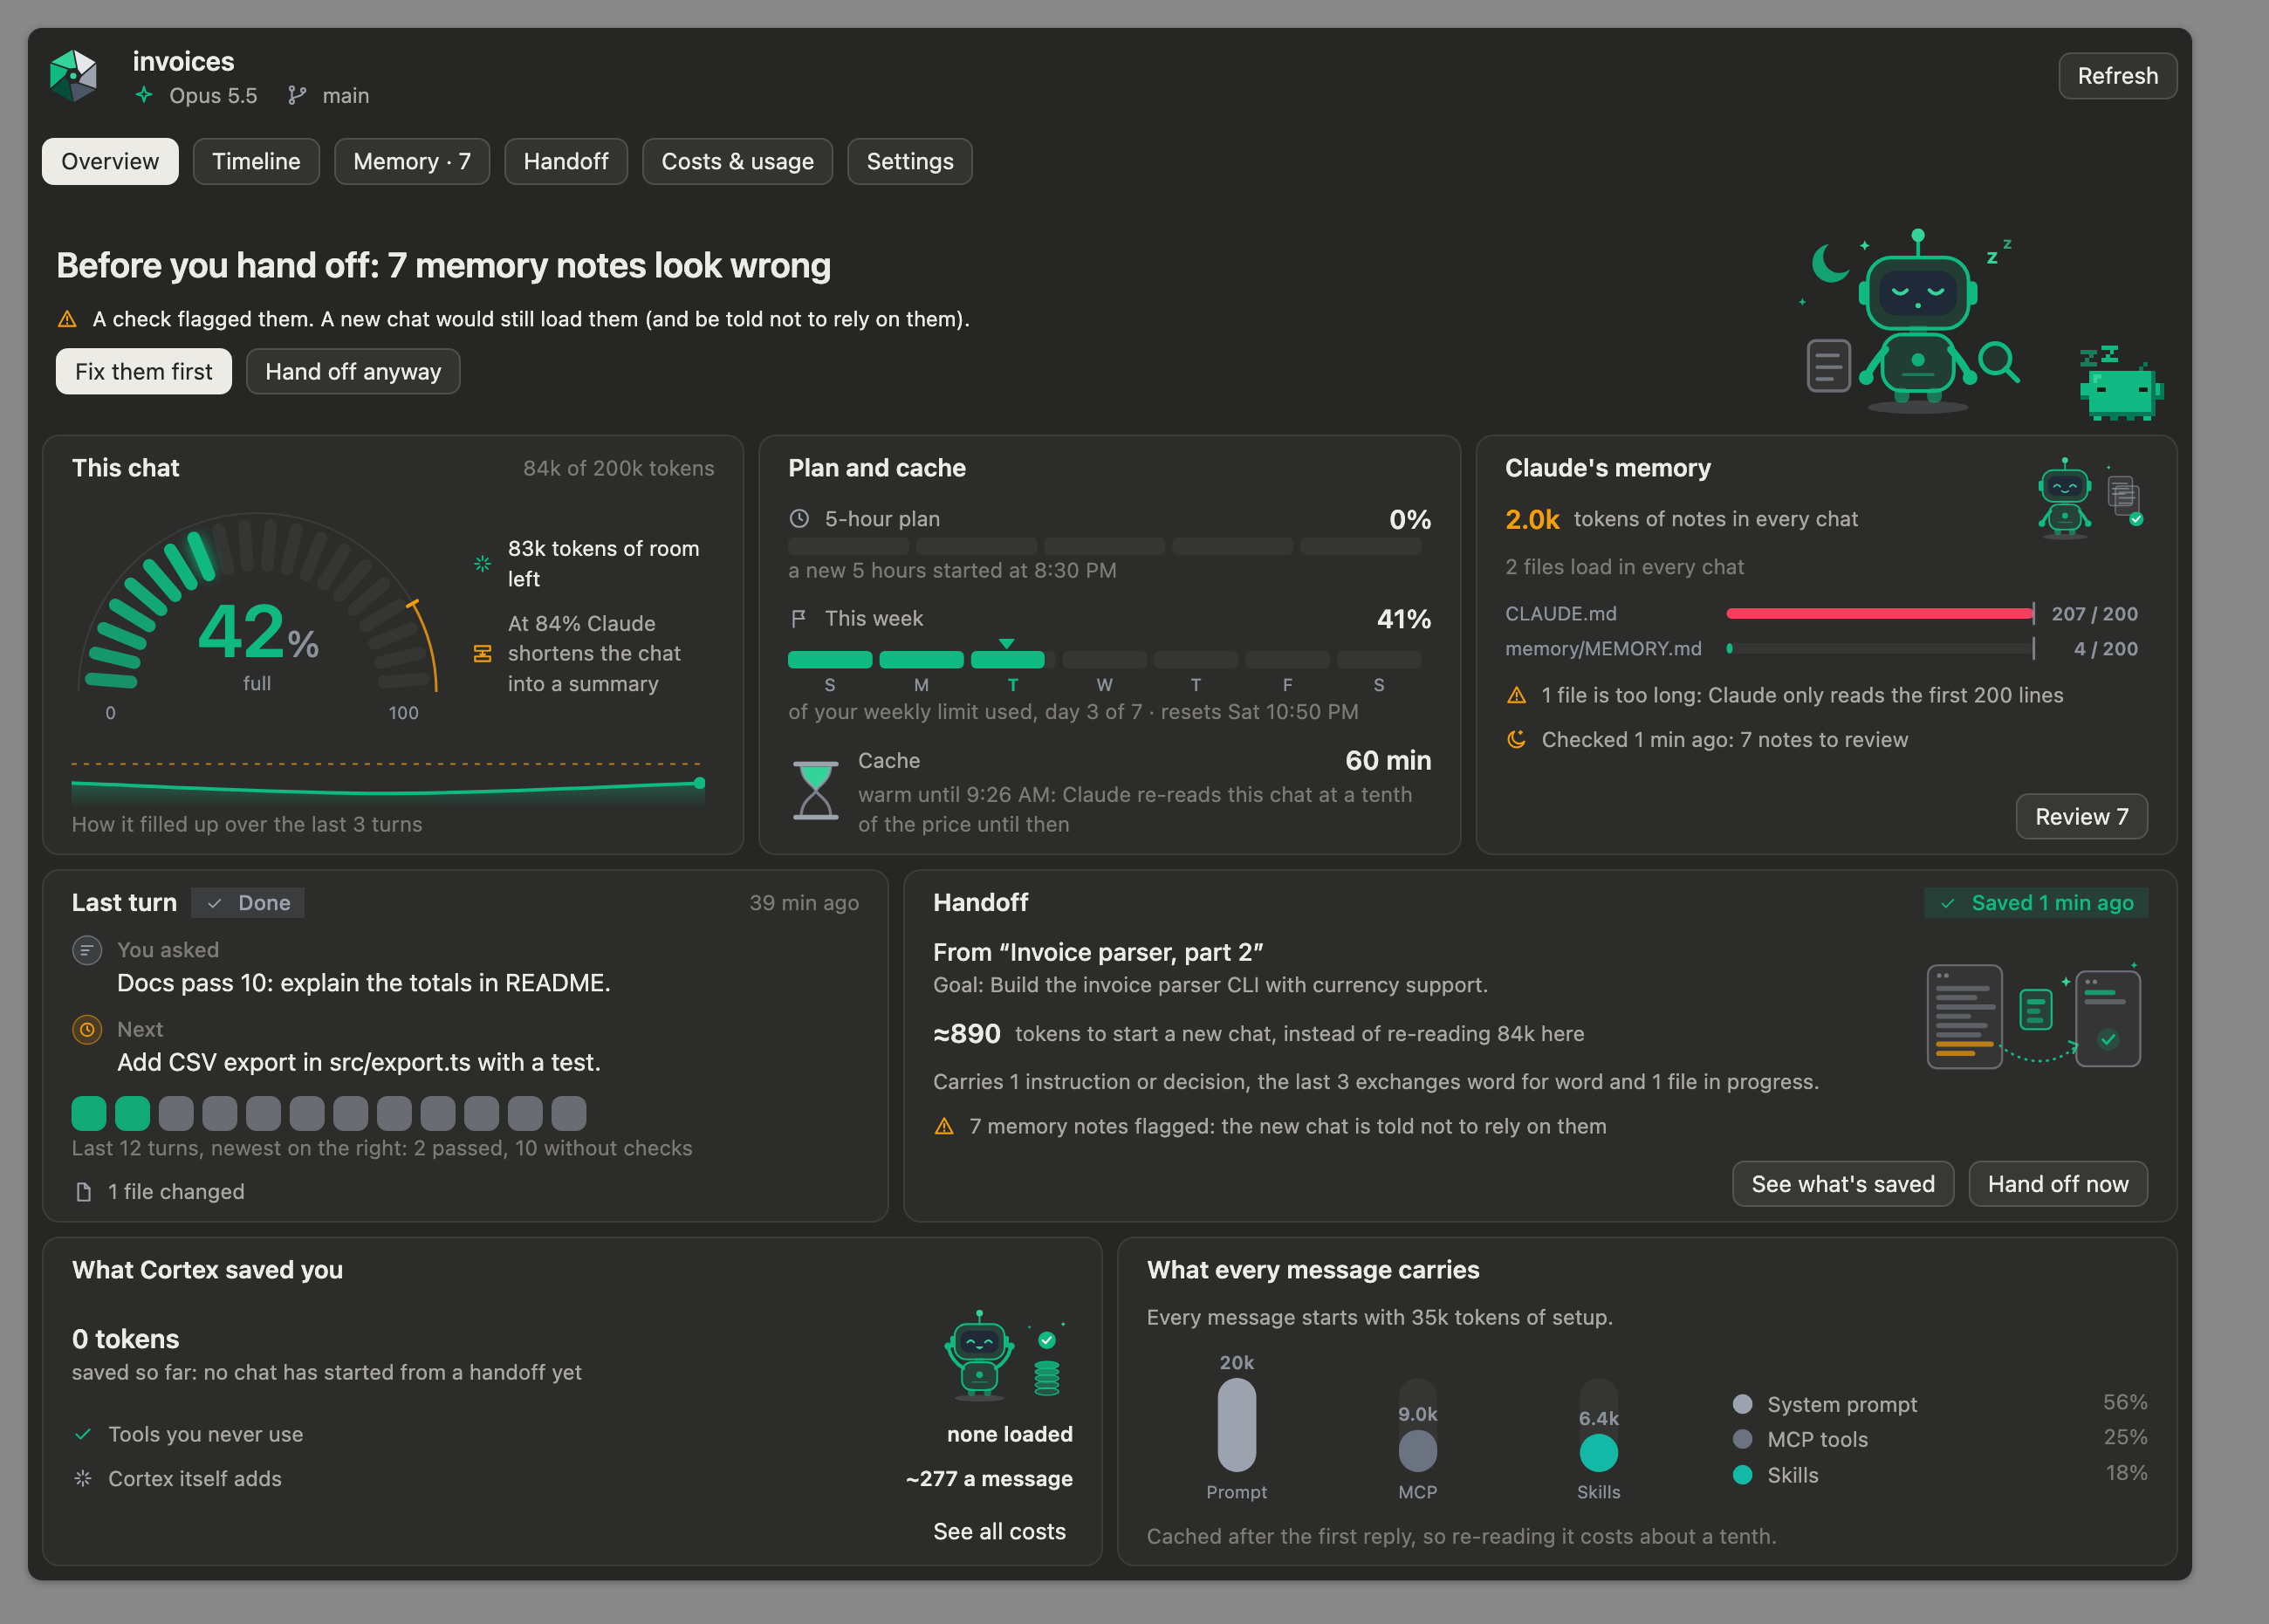 invoices
Opus 5.5 main
Refresh
Overview Timeline Memory · 7 Handoff Costs & usage Settings
Before you hand off: 7 memory notes look wrong
A check flagged them. A new chat would still load them (and be told not to rely on them).
Fix them first Hand off anyway
z z
This chat
84k of 200k tokens
42%
full
0 100
83k tokens of room
left
At 84% Claude
shortens the chat
into a summary
How it filled up over the last 3 turns
Plan and cache
5-hour plan 0%
a new 5 hours started at 8:30 PM
This week 41%
S M T W T F S
of your weekly limit used, day 3 of 7 · resets Sat 10:50 PM
Cache 60 min
warm until 9:26 AM: Claude re-reads this chat at a tenth
of the price until then
Claude's memory
2.0k tokens of notes in every chat
2 files load in every chat
CLAUDE.md 207 / 200
memory/MEMORY.md 4 / 200
1 file is too long: Claude only reads the first 200 lines
Checked 1 min ago: 7 notes to review
Review 7
Last turn Done 39 min ago
You asked
Docs pass 10: explain the totals in README.
Next
Add CSV export in src/export.ts with a test.
Last 12 turns, newest on the right: 2 passed, 10 without checks
1 file changed
Handoff
Saved 1 min ago
From “Invoice parser, part 2”
Goal: Build the invoice parser CLI with currency support.
≈890 tokens to start a new chat, instead of re-reading 84k here
Carries 1 instruction or decision, the last 3 exchanges word for word and 1 file in progress.
7 memory notes flagged: the new chat is told not to rely on them
See what's saved Hand off now
What Cortex saved you
0 tokens
saved so far: no chat has started from a handoff yet
Tools you never use none loaded
Cortex itself adds ~277 a message
See all costs
What every message carries
Every message starts with 35k tokens of setup.
20k 9.0k 6.4k
Prompt MCP Skills
System prompt 56%
MCP tools 25%
Skills 18%
Cached after the first reply, so re-reading it costs about a tenth.